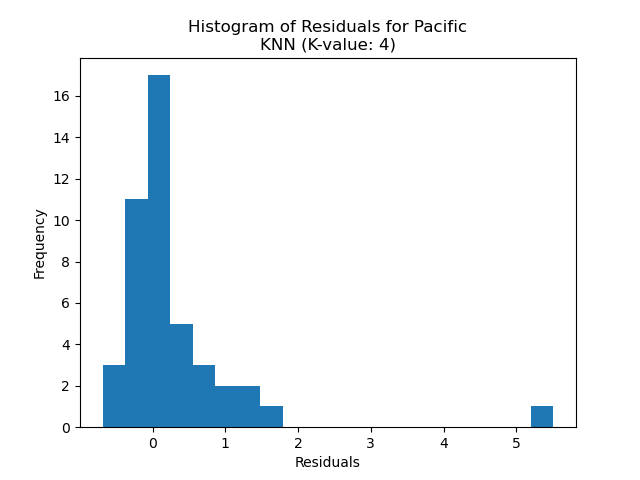 Histogram of Residuals for Pacific
KNN (K-value: 4)
16
14
12
10
8
6
4
2
0
Frequency
0 1 2 3 4 5
Residuals